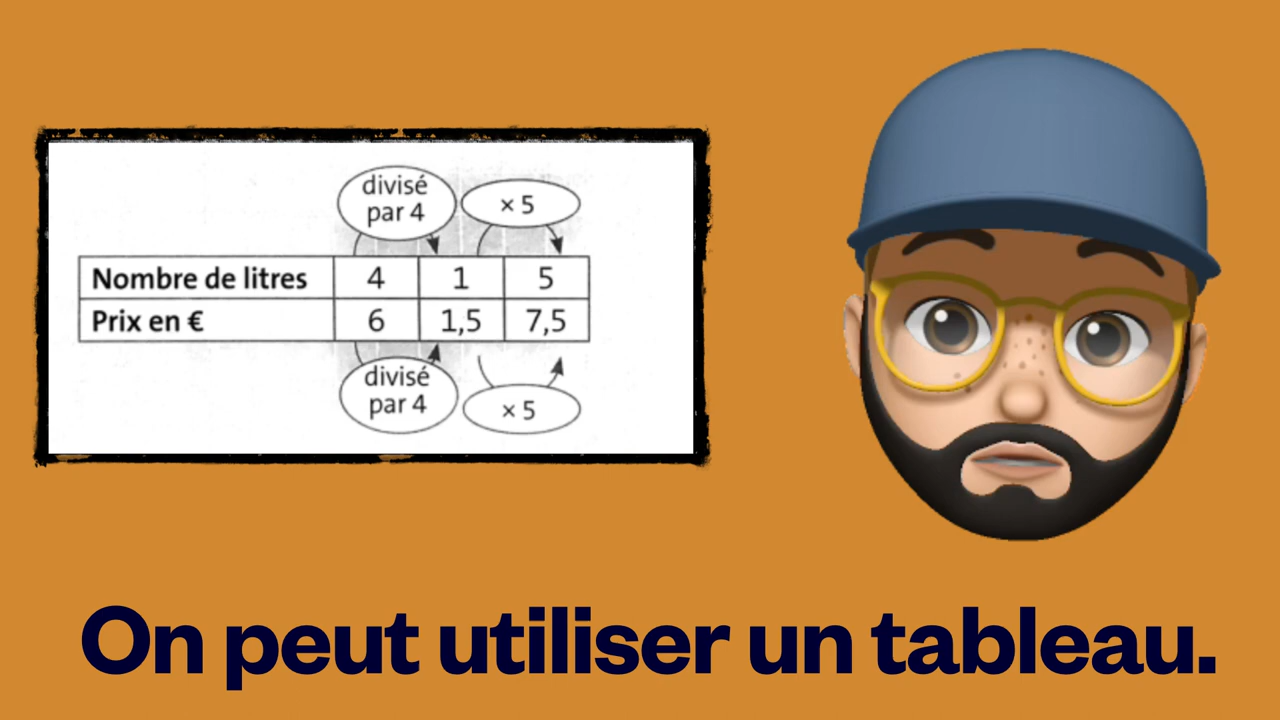 divisé
par 4
× 5
Nombre de litres 4 1 5
Prix en € 6 1,5 7,5
divisé
par 4
× 5
On peut utiliser un tableau.